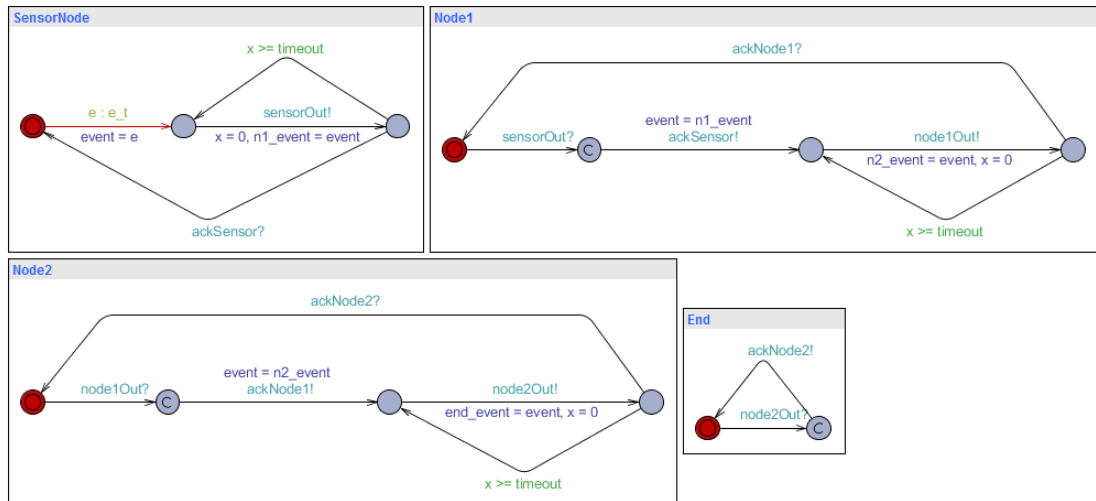 SensorNode
x >= timeout
e : e_t
event = e
sensorOut!
x = 0, n1_event = event
ackSensor?
Node1
ackNode1?
sensorOut?
C
event = n1_event
ackSensor!
node1Out!
n2_event = event, x = 0
x >= timeout
Node2
ackNode2?
node1Out?
C
event = n2_event
ackNode1!
node2Out!
end_event = event, x = 0
x >= timeout
End
ackNode2!
node2Out?
C